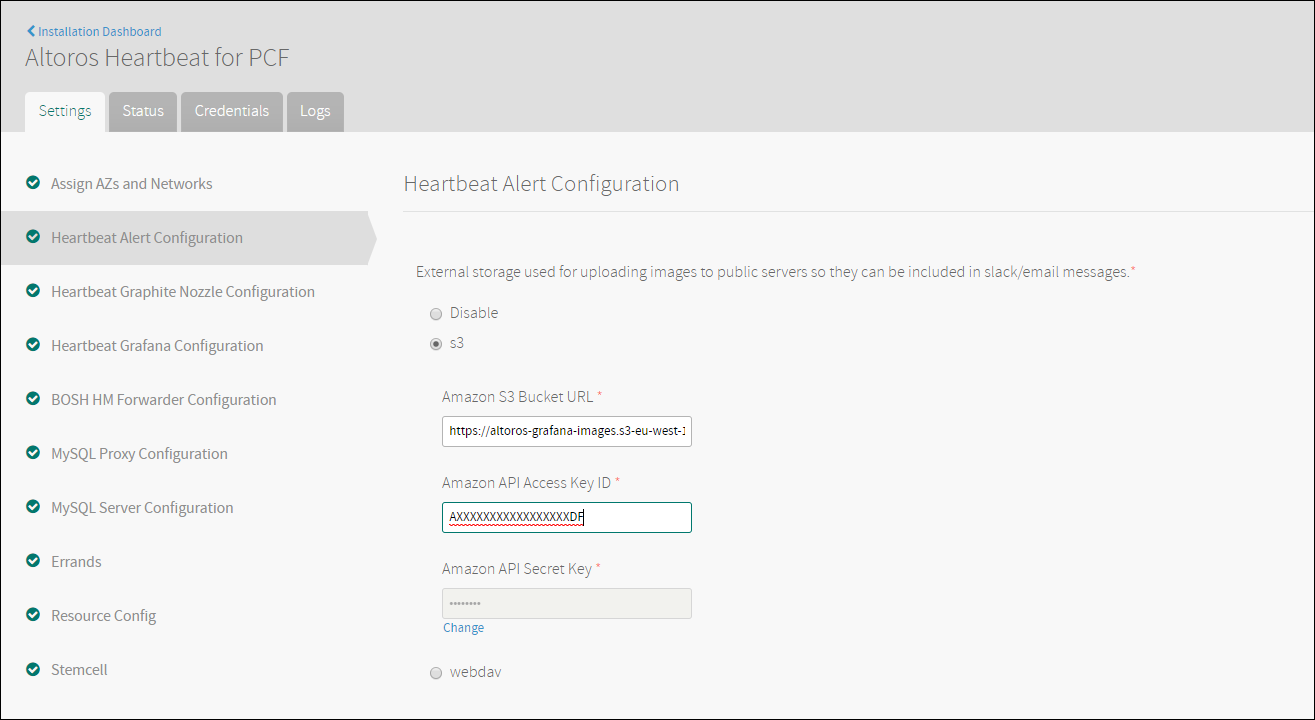 Installation Dashboard
Altoros Heartbeat for PCF
Settings Status Credentials Logs
Assign AZs and Networks
Heartbeat Alert Configuration
Heartbeat Graphite Nozzle Configuration
Heartbeat Grafana Configuration
BOSH HM Forwarder Configuration
MySQL Proxy Configuration
MySQL Server Configuration
Errands
Resource Config
Stemcell
Heartbeat Alert Configuration
External storage used for uploading images to public servers so they can be included in slack/email messages.*
Disable
s3
Amazon S3 Bucket URL *
https://altoros-grafana-images.s3-eu-west-1
Amazon API Access Key ID *
AXXXXXXXXXXXXXXXXXDF
Amazon API Secret Key *
••••••••
Change
webdav